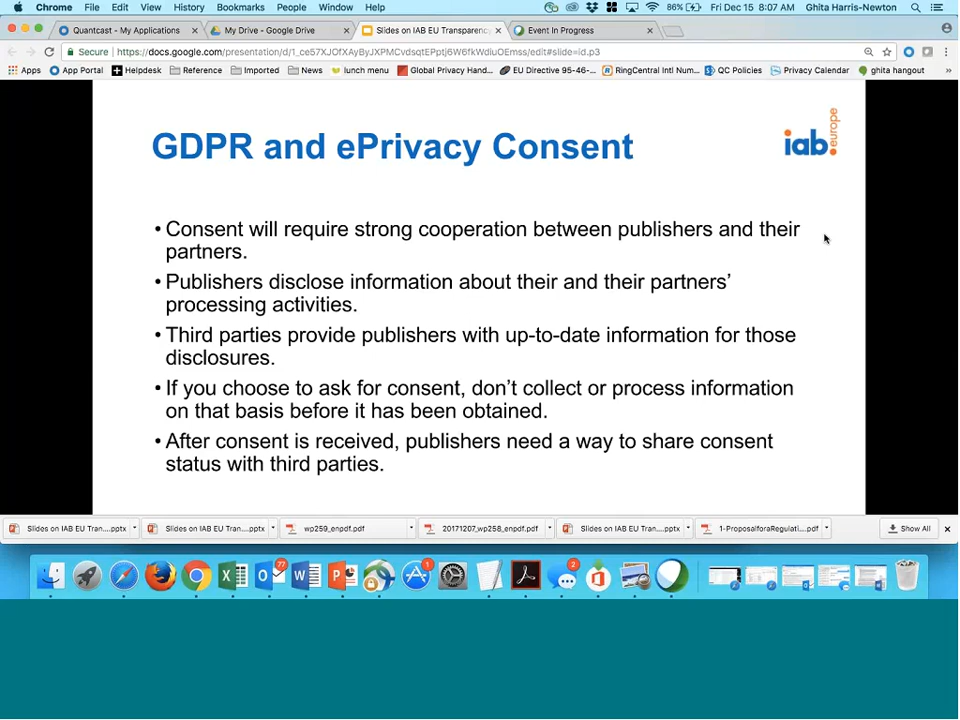 Chrome File Edit View History Bookmarks People Window Help 86% Fri Dec 15 8:07 AM Ghita Harris-Newton
Quantcast - My Applications × My Drive - Google Drive × Slides on IAB EU Transparency × Event In Progress ×
Secure https://docs.google.com/presentation/d/1_ce57XJOfXAyByJXPMCvdsqtEPptj6W6fkWdiuOEmss/edit#slide=id.p3
Apps App Portal Helpdesk Reference Imported News lunch menu Global Privacy Hand... EU Directive 95-46-... RingCentral Intl Num... QC Policies Privacy Calendar ghita hangout »
GDPR and ePrivacy Consent
iab.europe
• Consent will require strong cooperation between publishers and their
partners.
• Publishers disclose information about their and their partners’
processing activities.
• Third parties provide publishers with up-to-date information for those
disclosures.
• If you choose to ask for consent, don’t collect or process information
on that basis before it has been obtained.
• After consent is received, publishers need a way to share consent
status with third parties.
Slides on IAB EU Tran....pptx Slides on IAB EU Tran....pptx wp259_enpdf.pdf 20171207_wp258_enpdf.pdf Slides on IAB EU Tran....pptx 1-ProposalforaRegulati....pdf Show All ×
77 1 2